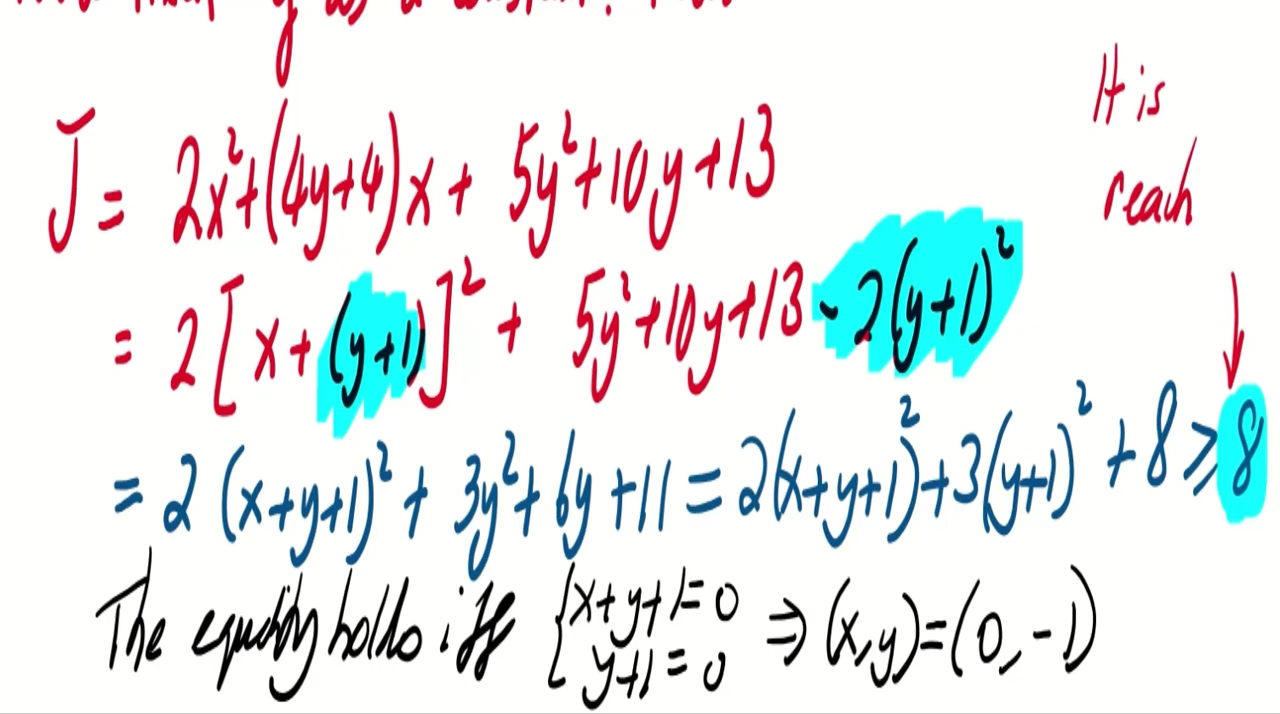 J = 2x²+(4y+4)x + 5y²+10y+13
It is
reach
= 2[x+(y+1)]² + 5y²+10y+13 -2(y+1)²
= 2(x+y+1)² + 3y²+6y+11 = 2(x+y+1)²+3(y+1)² + 8 ≥ 8
The equality holds iff { x+y+1=0 ⇒ (x,y)=(0,-1)
y+1=0